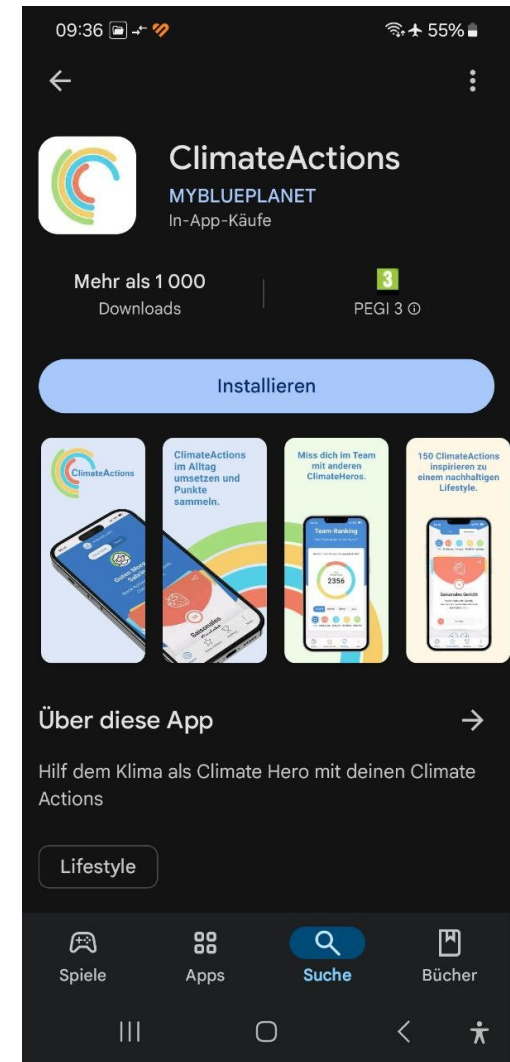 09:36
55%
ClimateActions
MYBLUEPLANET
In-App-Käufe
Mehr als 1 000
Downloads
3
PEGI 3
Installieren
ClimateActions
ClimateActions
im Alltag
umsetzen und
Punkte
sammeln.
Saisonales
Miss dich im Team
mit anderen
ClimateHeros.
Team-Ranking
2356
150 ClimateActions
inspirieren zu
einem nachhaltigen
Lifestyle.
Saisonales Gericht
Über diese App
Hilf dem Klima als Climate Hero mit deinen Climate
Actions
Lifestyle
Spiele
Apps
Suche
Bücher